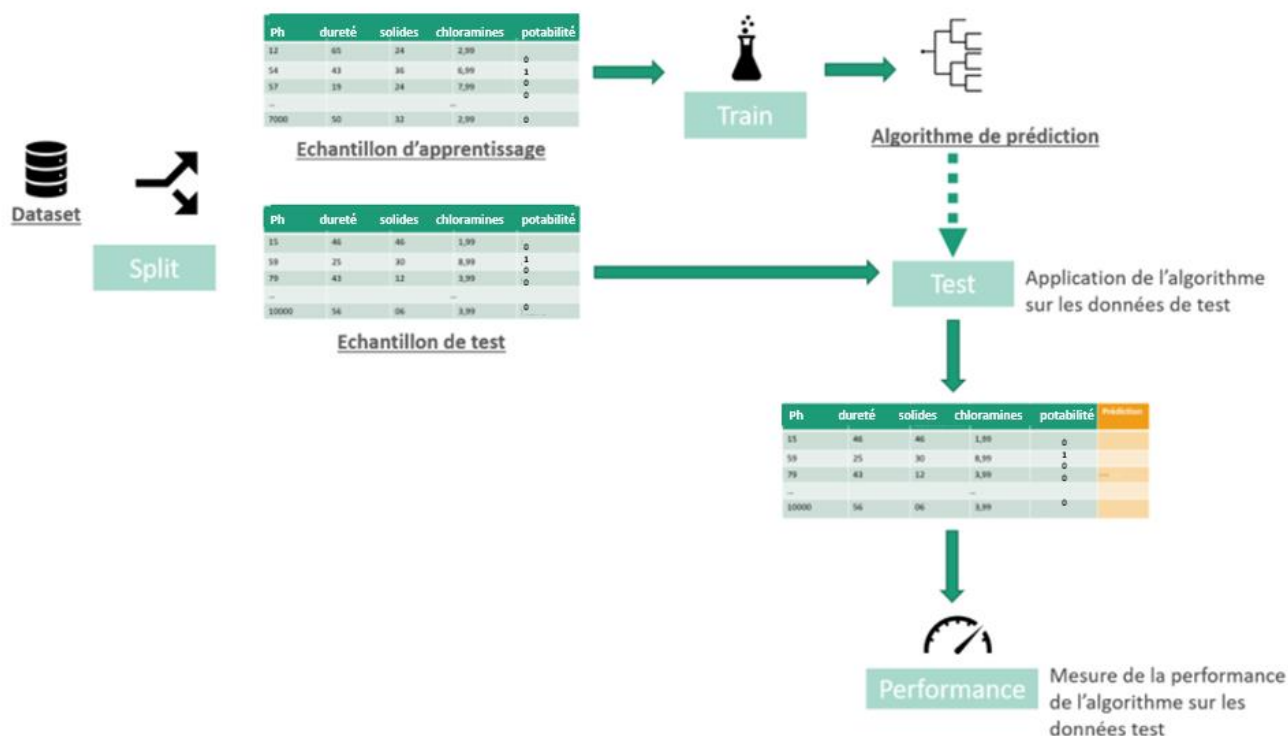 Ph dureté solides chloramines potabilité
12 65 24 2,99 0
54 43 36 6,99 1
57 19 24 7,99 0
... ... 0
7000 50 32 2,99 0
Echantillon d'apprentissage
Train
Algorithme de prédiction
Dataset
Split
Ph dureté solides chloramines potabilité
15 46 46 1,99 0
59 25 30 8,99 1
79 43 12 3,99 0
0
... ...
10000 56 06 3,99 0
Echantillon de test
Test
Application de l'algorithme
sur les données de test
Ph dureté solides chloramines potabilité Prédiction
15 46 46 1,99 0
59 25 30 8,99 1
0
79 43 12 3,99 0 ....
... ...
10000 56 06 3,99 0
Performance
Mesure de la performance
de l'algorithme sur les
données test